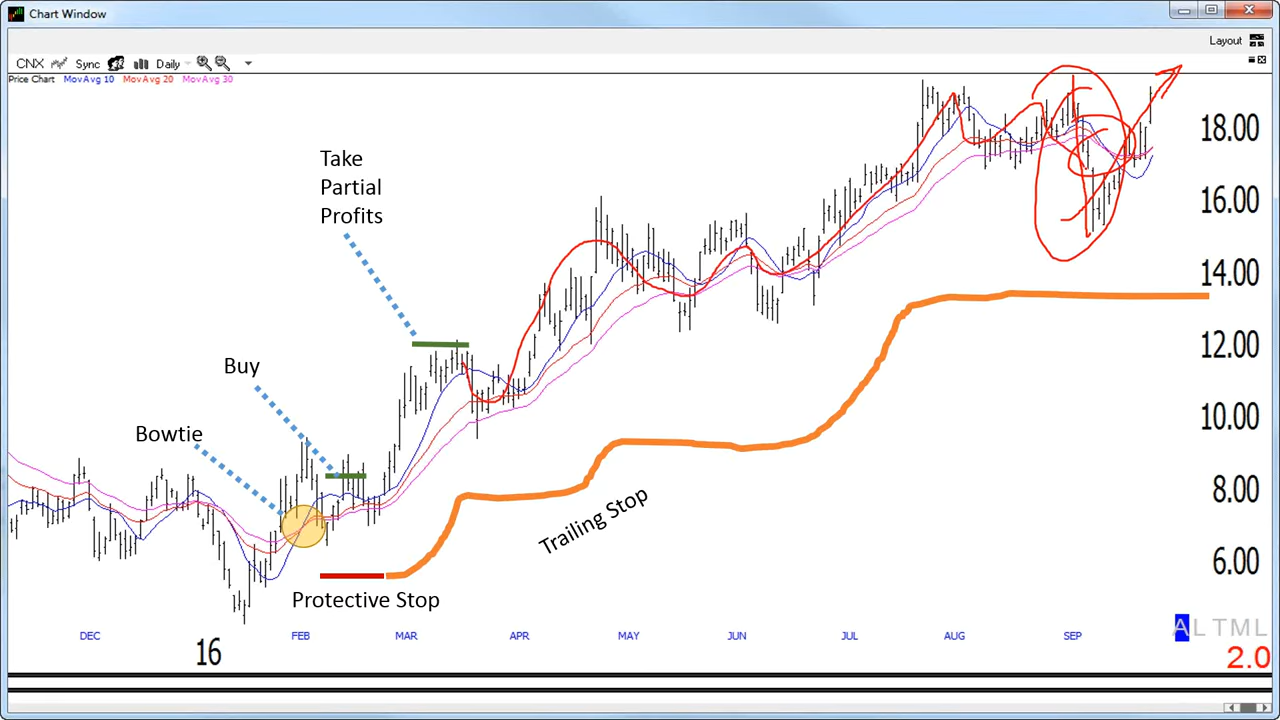 Chart Window
Layout
CNX Sync Daily
Price Chart MovAvg 10 MovAvg 20 MovAvg 30
18.00
Take
Partial
Profits
16.00
14.00
12.00
Buy
10.00
Bowtie
8.00
Trailing Stop
6.00
Protective Stop
DEC FEB MAR APR MAY JUN JUL AUG SEP
16
ALTML
2.0